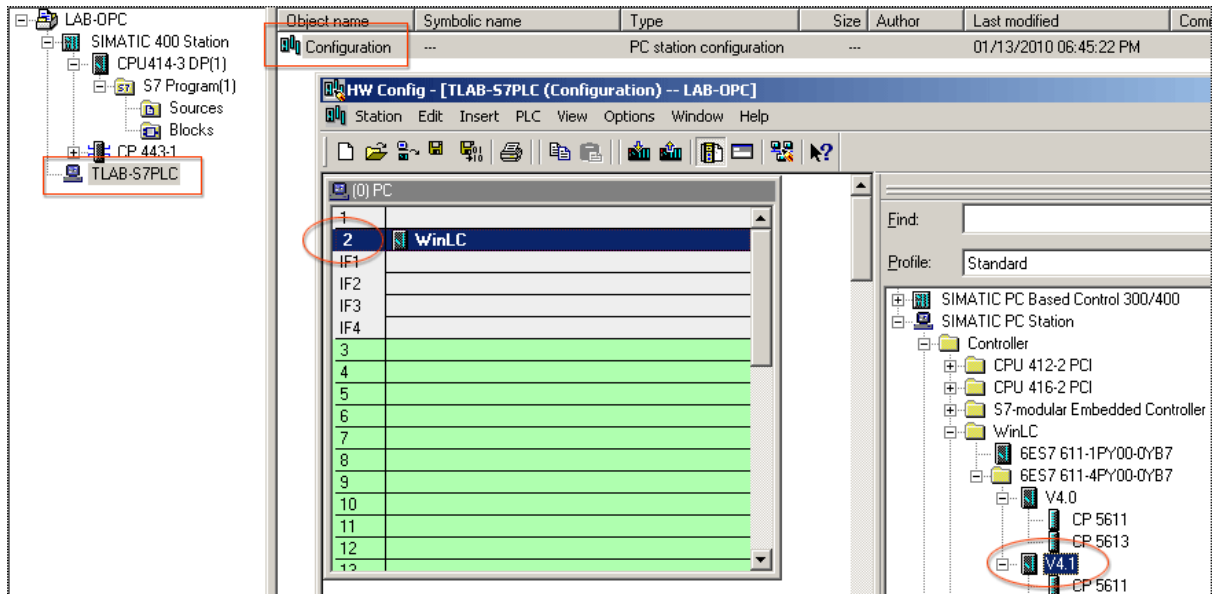 LAB-OPC
SIMATIC 400 Station
CPU414-3 DP(1)
S7 Program(1)
Sources
Blocks
CP 443-1
TLAB-S7PLC
Object name Symbolic name Type Size Author Last modified Com
Configuration --- PC station configuration --- 01/13/2010 06:45:22 PM
HW Config - [TLAB-S7PLC (Configuration) -- LAB-OPC]
Station Edit Insert PLC View Options Window Help
(0) PC
1
2 WinLC
IF1
IF2
IF3
IF4
3
4
5
6
7
8
9
10
11
12
13
Find:
Profile: Standard
SIMATIC PC Based Control 300/400
SIMATIC PC Station
Controller
CPU 412-2 PCI
CPU 416-2 PCI
S7-modular Embedded Controller
WinLC
6ES7 611-1PY00-0YB7
6ES7 611-4PY00-0YB7
V4.0
CP 5611
CP 5613
V4.1
CP 5611